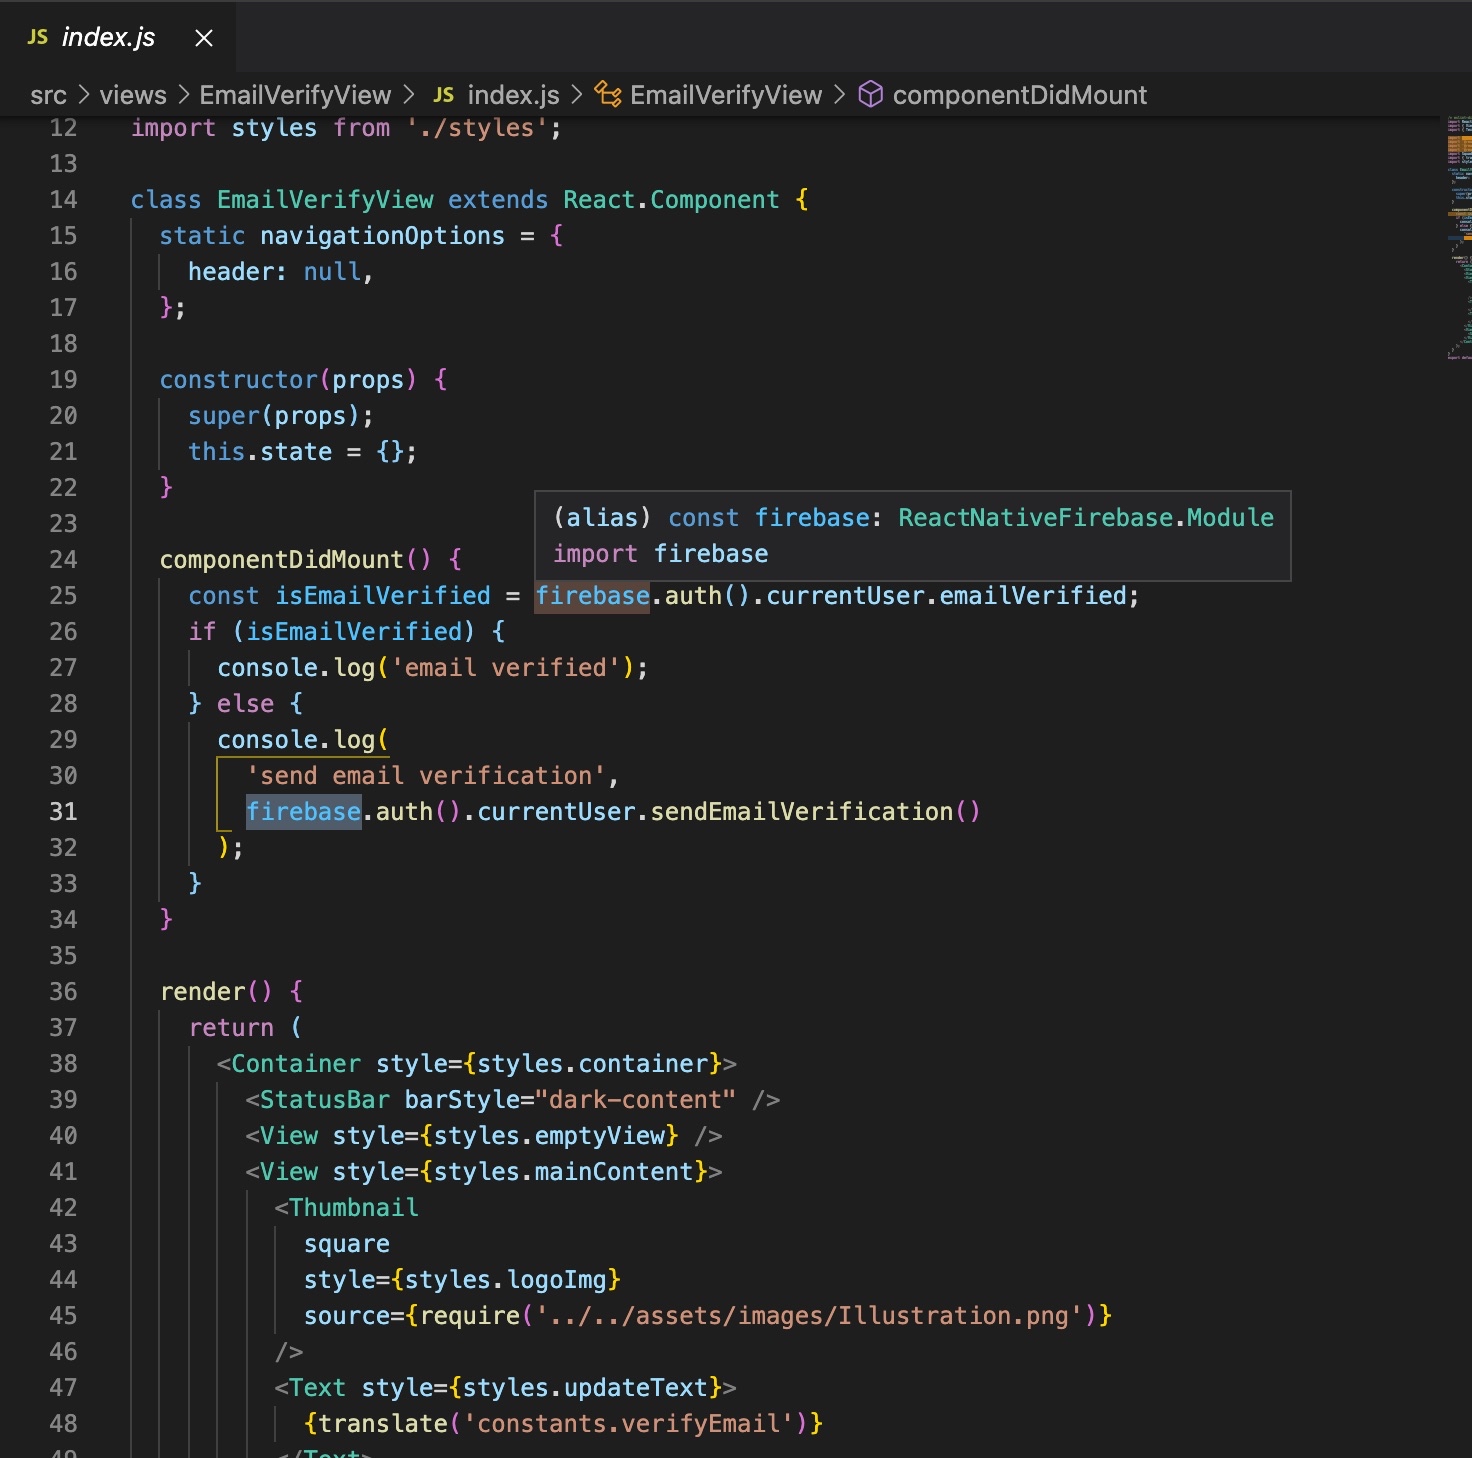 JS index.js ×
src > views > EmailVerifyView > JS index.js > EmailVerifyView > componentDidMount
12 import styles from './styles';
13
14 class EmailVerifyView extends React.Component {
15 static navigationOptions = {
16 header: null,
17 };
18
19 constructor(props) {
20 super(props);
21 this.state = {};
22 }
23
(alias) const firebase: ReactNativeFirebase.Module
import firebase
24 componentDidMount() {
25 const isEmailVerified = firebase.auth().currentUser.emailVerified;
26 if (isEmailVerified) {
27 console.log('email verified');
28 } else {
29 console.log(
30 'send email verification',
31 firebase.auth().currentUser.sendEmailVerification()
32 );
33 }
34 }
35
36 render() {
37 return (
38 <Container style={styles.container}>
39 <StatusBar barStyle="dark-content" />
40 <View style={styles.emptyView} />
41 <View style={styles.mainContent}>
42 <Thumbnail
43 square
44 style={styles.logoImg}
45 source={require('../../assets/images/Illustration.png')}
46 />
47 <Text style={styles.updateText}>
48 {translate('constants.verifyEmail')}
49 </Text>